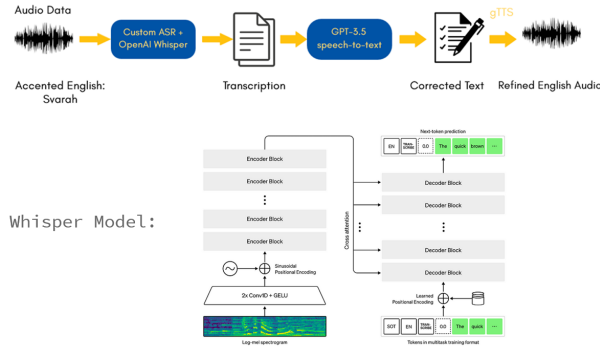 Audio Data
Custom ASR +
OpenAI Whisper
GPT-3.5
speech-to-text
gTTS
Accented English:
Svarah
Transcription
Corrected Text
Refined English Audio
Whisper Model:
Next-token prediction
EN
TRANS-
SCRIBE
0.0
The
quick
brown
...
Encoder Block
Encoder Block
Encoder Block
Encoder Block
Cross attention
Decoder Block
Decoder Block
Decoder Block
Decoder Block
Sinusoidal
Positional Encoding
2x Conv1D + GELU
Log-mel spectrogram
Learned
Positional Encoding
SOT
EN
TRANS-
SCRIBE
0.0
The
quick
...
Tokens in multitask training format